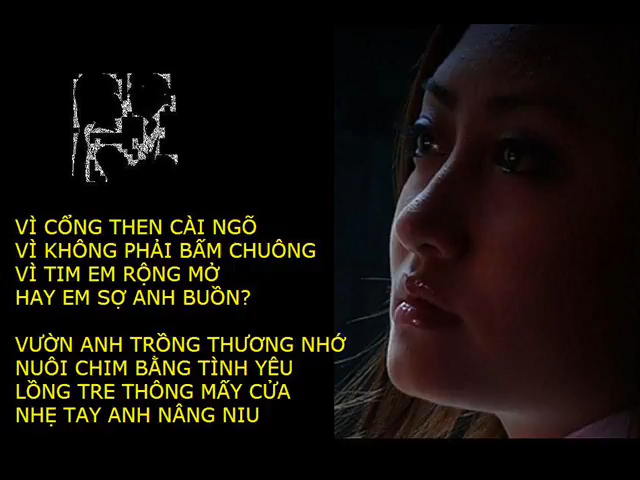 VÌ CỔNG THEN CÀI NGÕ
VÌ KHÔNG PHẢI BẤM CHUÔNG
VÌ TIM EM RỘNG MỞ
HAY EM SỢ ANH BUỒN?
VƯỜN ANH TRỒNG THƯƠNG NHỚ
NUÔI CHIM BẰNG TÌNH YÊU
LỒNG TRE THÔNG MẤY CỬA
NHẸ TAY ANH NÂNG NIU